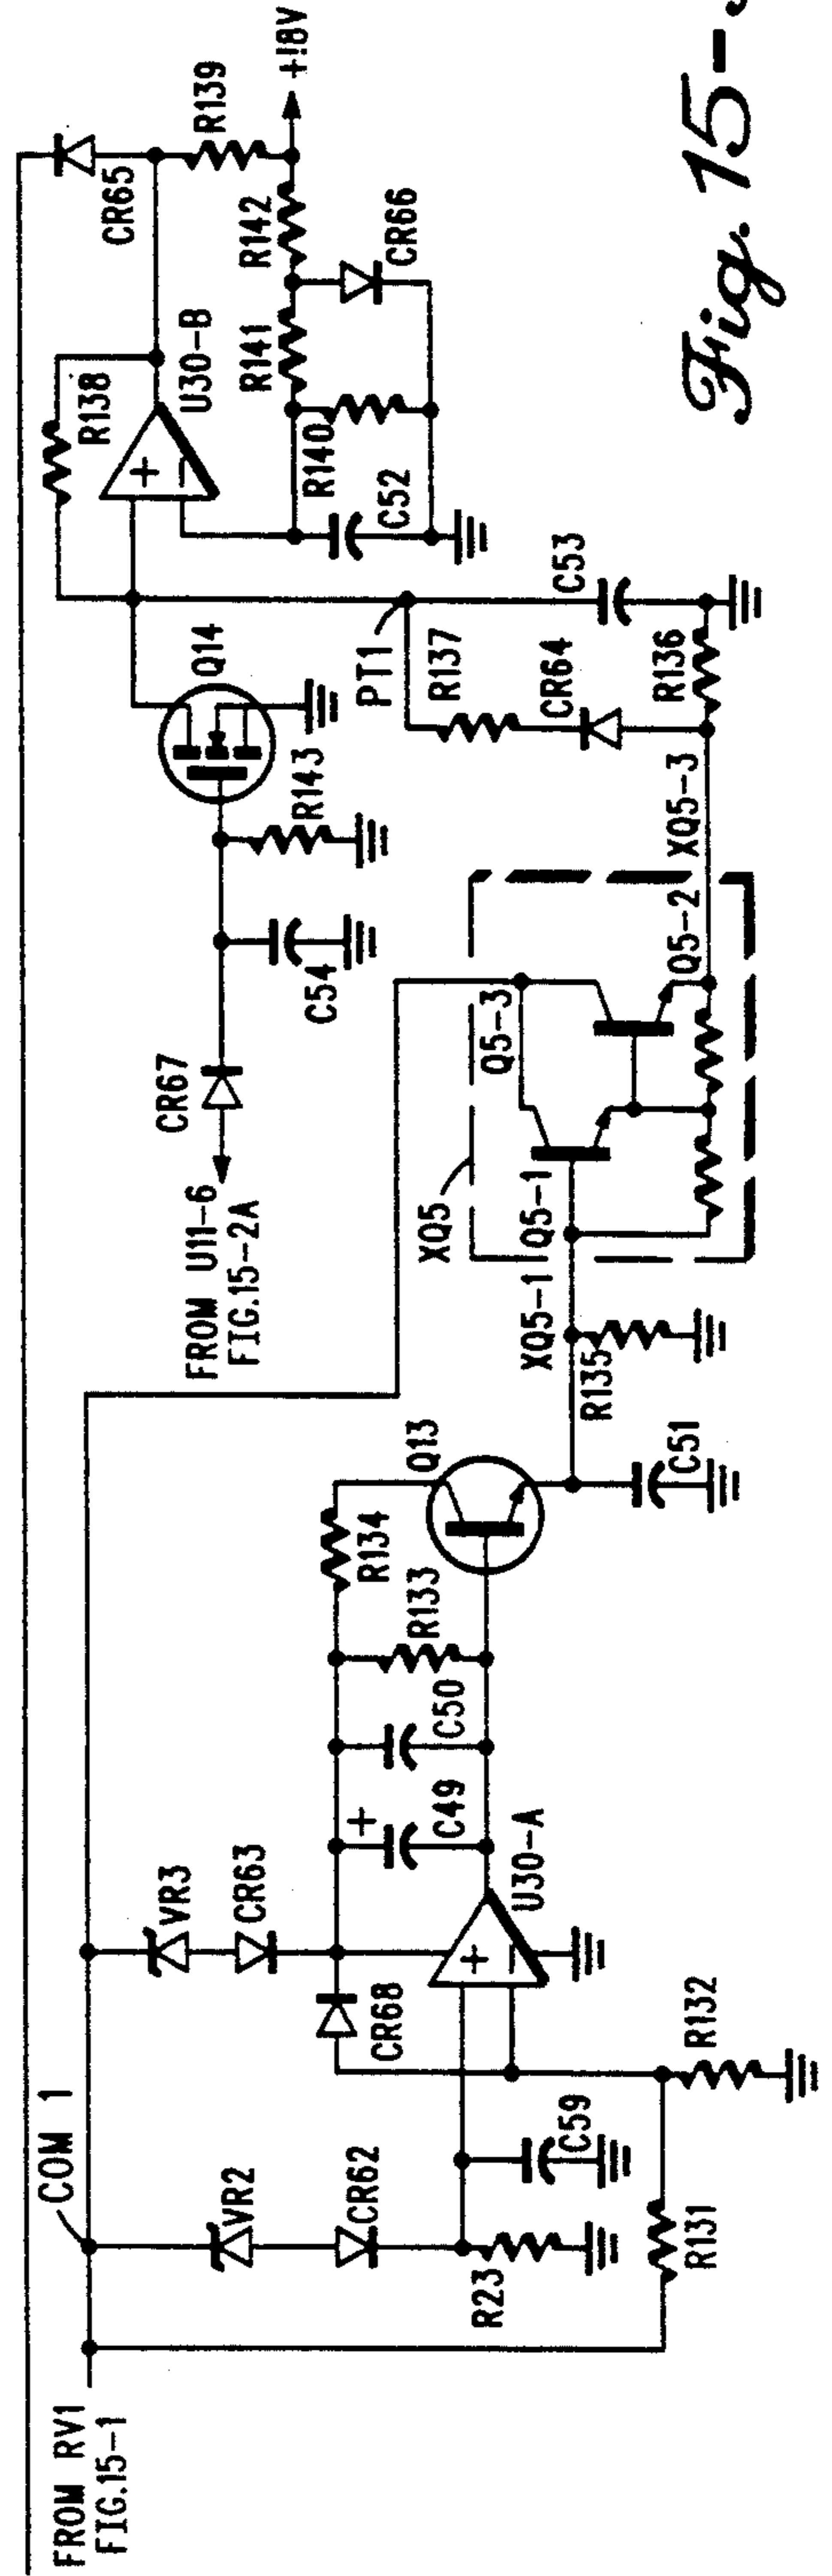 FROM RV1
FIG.15-1
COM 1
VR2
CR62
R23
C59
R131
R132
VR3
CR63
CR68
+
−
U30-A
+
C49
C50
R133
R134
Q13
C51
R135
XQ5-1
XQ5
Q5-1
Q5-3
Q5-2
XQ5-3
FROM U11-6
FIG.15-2A
CR67
C54
R143
Q14
PT1
R137
CR64
R136
C53
R138
+
−
U30-B
C52
R140
R141
R142
CR66
CR65
R139
+18V
Fig. 15-